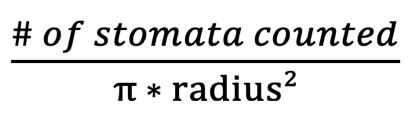 # of stomata counted
π * radius²